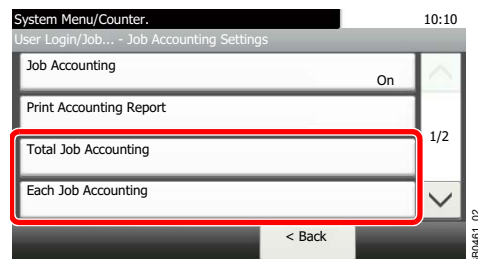 System Menu/Counter.
10:10
User Login/Job... - Job Accounting Settings
Job Accounting
On
Print Accounting Report
1/2
Total Job Accounting
Each Job Accounting
< Back
B0461_02